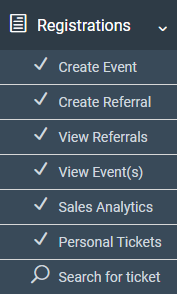 Registrations
Create Event
Create Referral
View Referrals
View Event(s)
Sales Analytics
Personal Tickets
Search for ticket